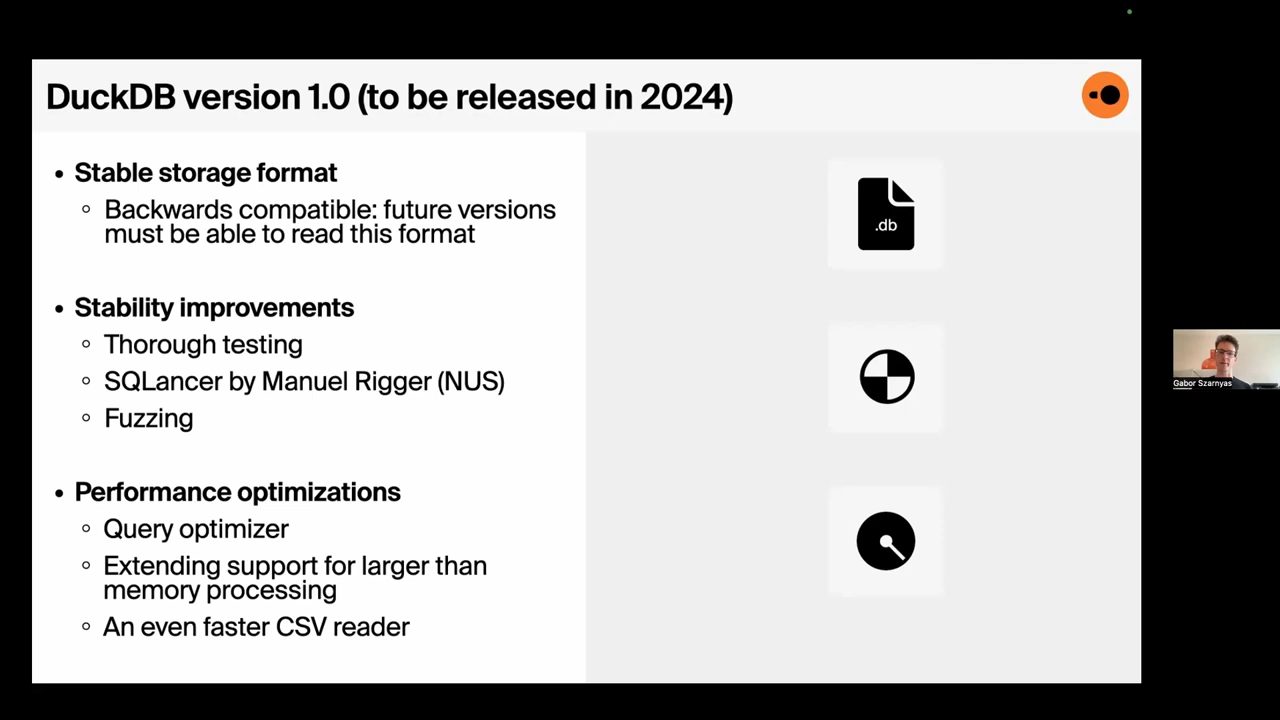 DuckDB version 1.0 (to be released in 2024)
• Stable storage format
◦ Backwards compatible: future versions
must be able to read this format
• Stability improvements
◦ Thorough testing
◦ SQLancer by Manuel Rigger (NUS)
◦ Fuzzing
• Performance optimizations
◦ Query optimizer
◦ Extending support for larger than
memory processing
◦ An even faster CSV reader
.db
Gabor Szarnyas